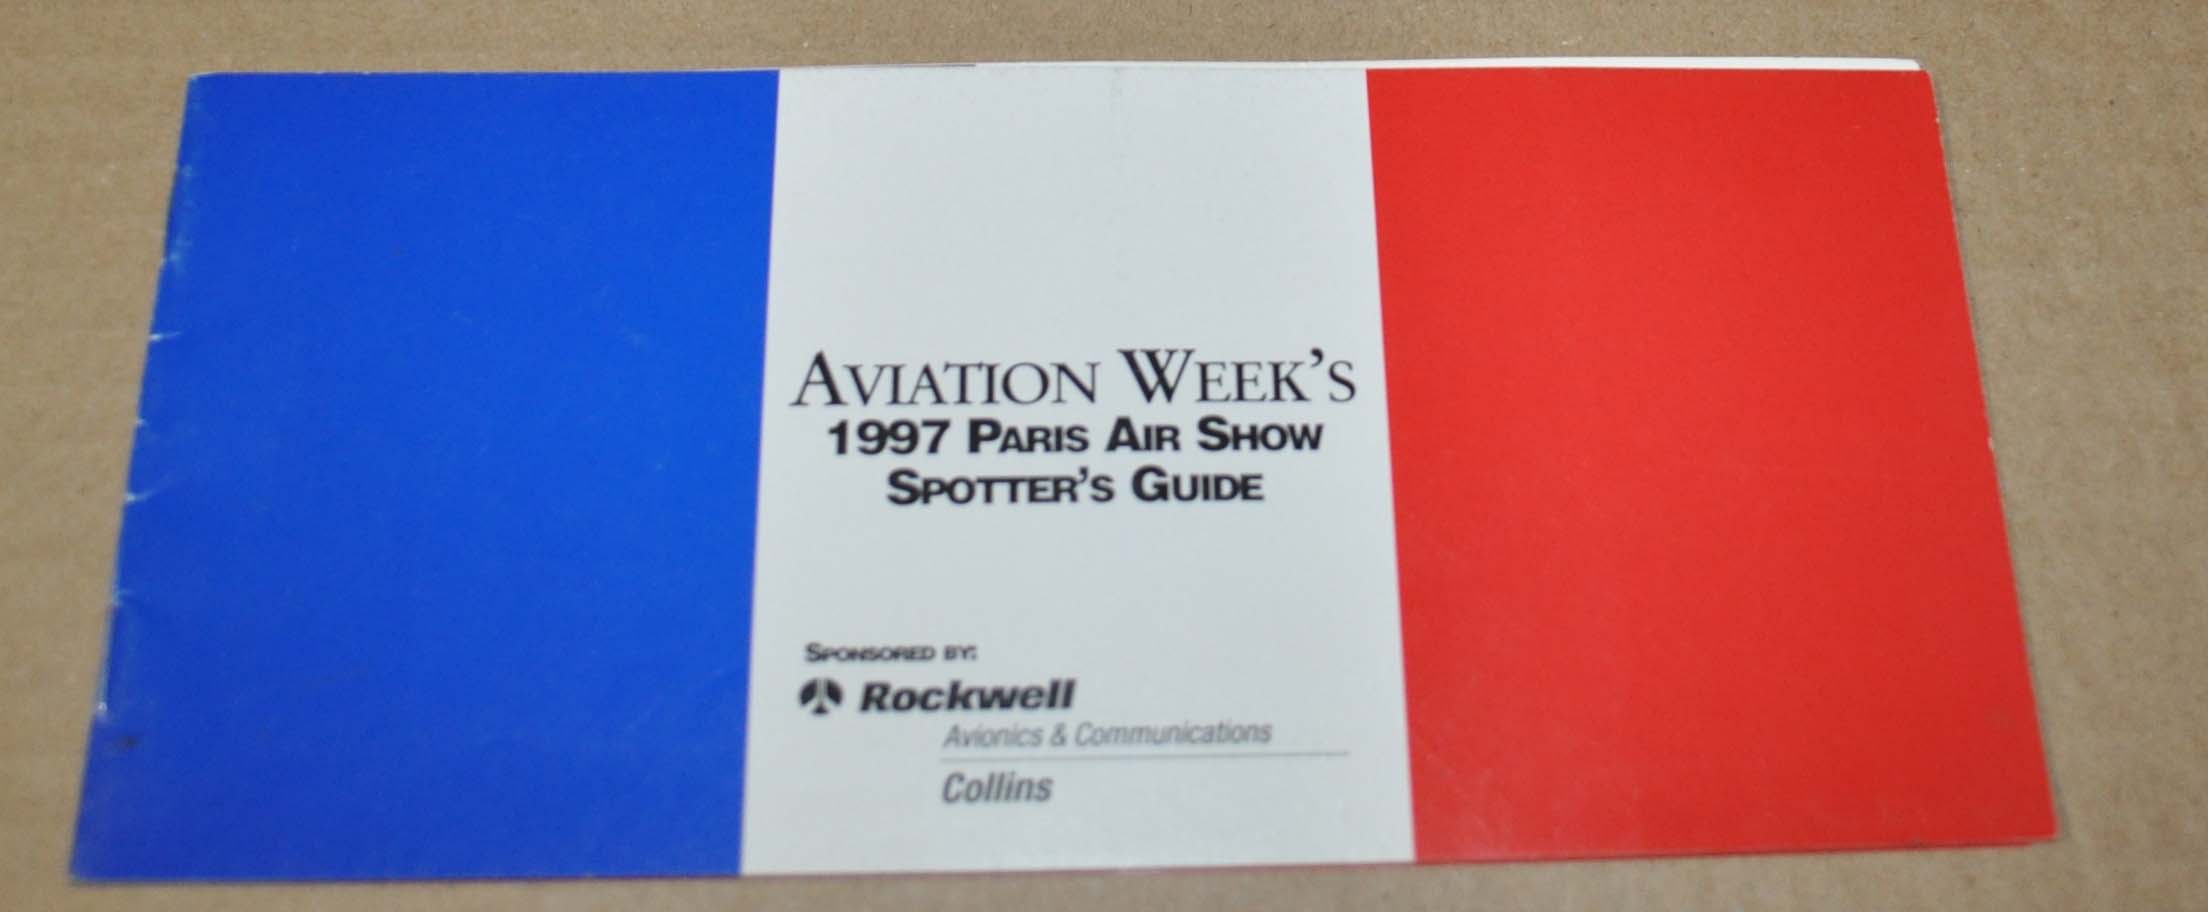 AVIATION WEEK'S
1997 PARIS AIR SHOW
SPOTTER'S GUIDE
SPONSORED BY:
Rockwell
Avionics & Communications
Collins